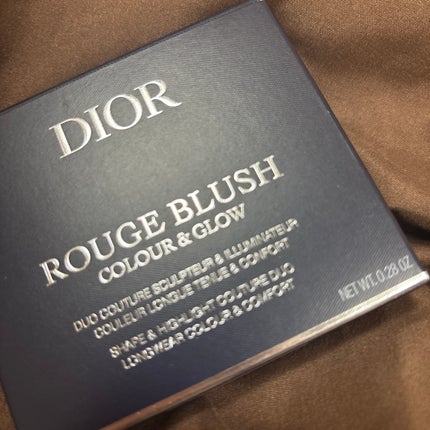 DIOR
ROUGE BLUSH
COLOUR & GLOW
DUO COUTURE SCULPTEUR & ILLUMINATEUR
COULEUR LONGUE TENUE & CONFORT
SHAPE & HIGHLIGHT COUTURE DUO
LONGWEAR COLOUR & COMFORT
NET WT. 0.28 OZ